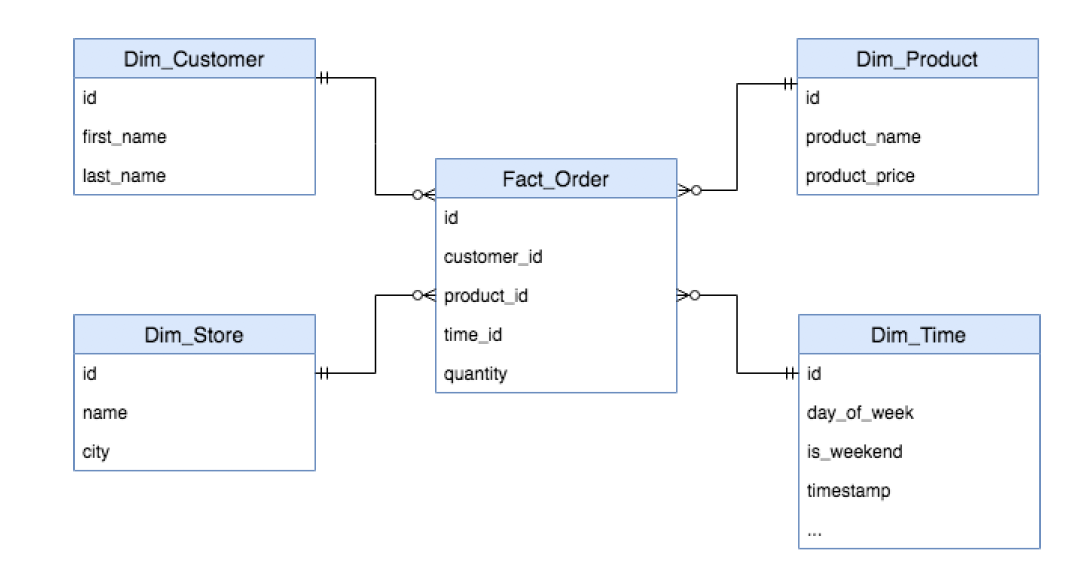 Dim_Customer
id
first_name
last_name
Dim_Product
id
product_name
product_price
Fact_Order
id
customer_id
product_id
time_id
quantity
Dim_Store
id
name
city
Dim_Time
id
day_of_week
is_weekend
timestamp
...